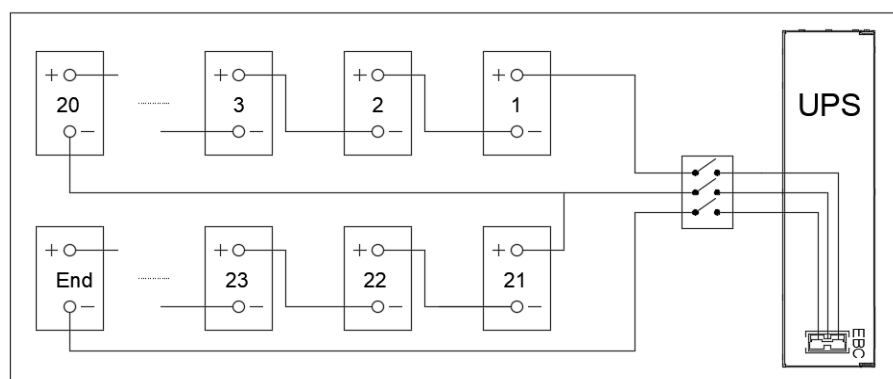 + + + +
20 3 2 1
− − − −
UPS
+ + + +
End 23 22 21
− − − −
EBC